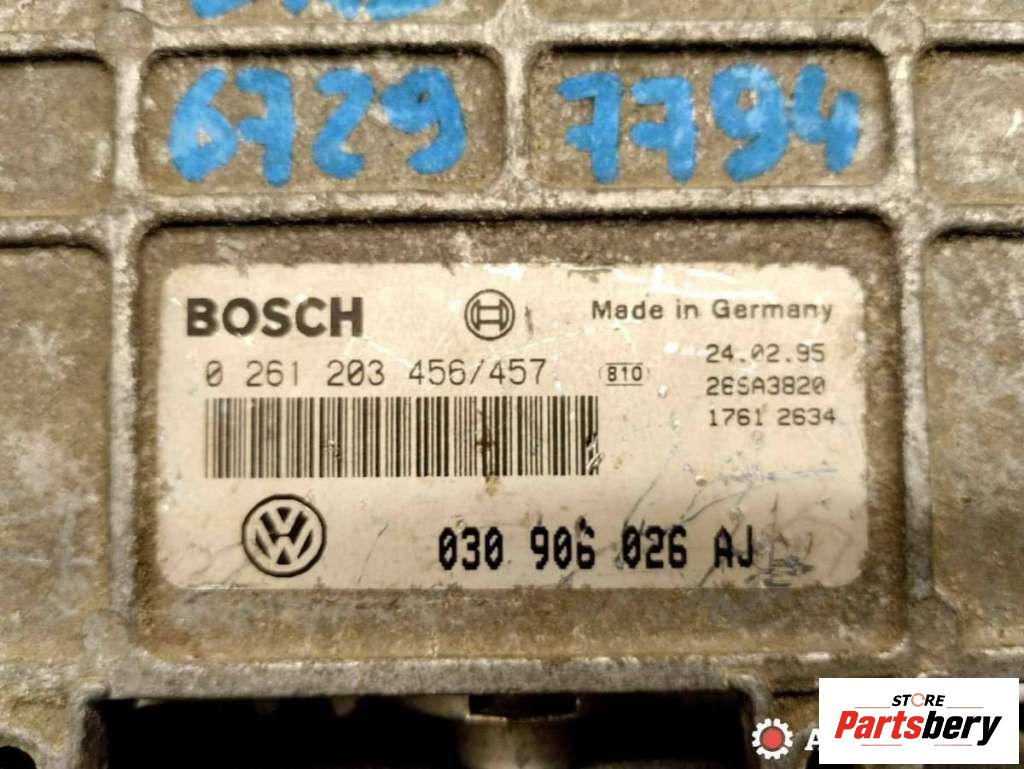 6729 7794
BOSCH Made in Germany
0 261 203 456/457 810 24.02.95
26SA3820
1761 2634
030 906 026 AJ
STORE
Partsbery